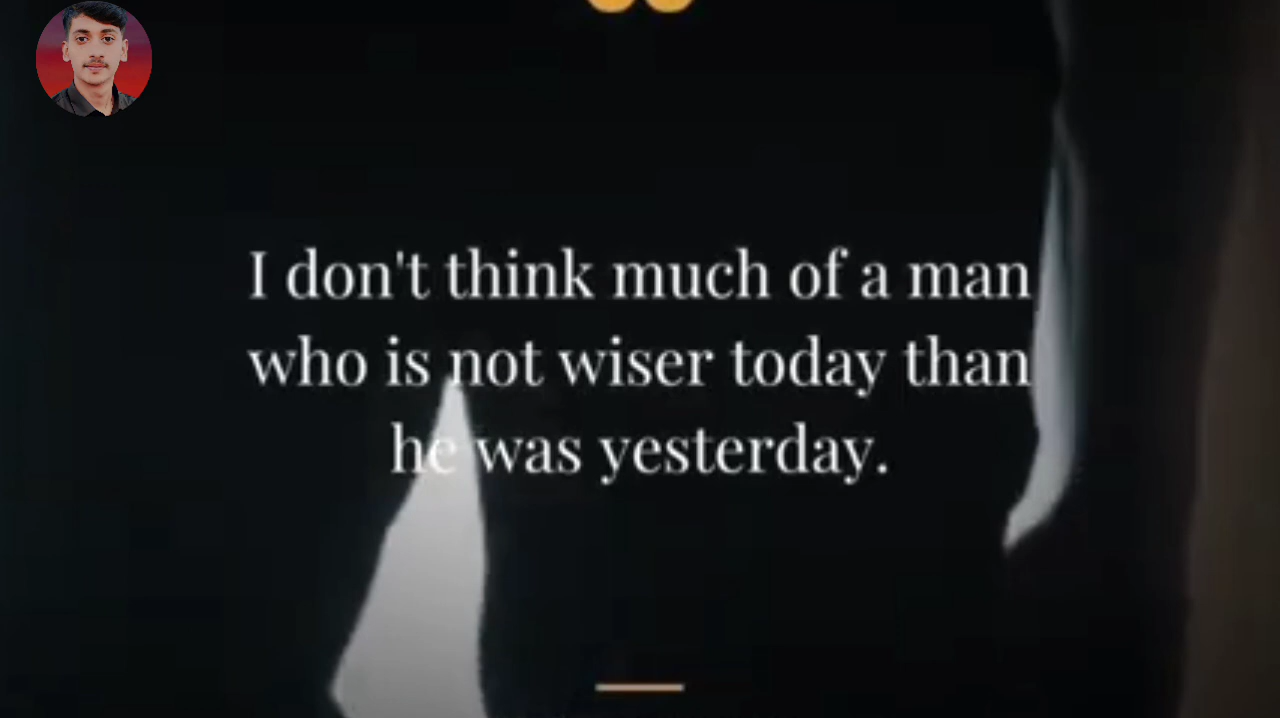 I don't think much of a man
who is not wiser today than
he was yesterday.